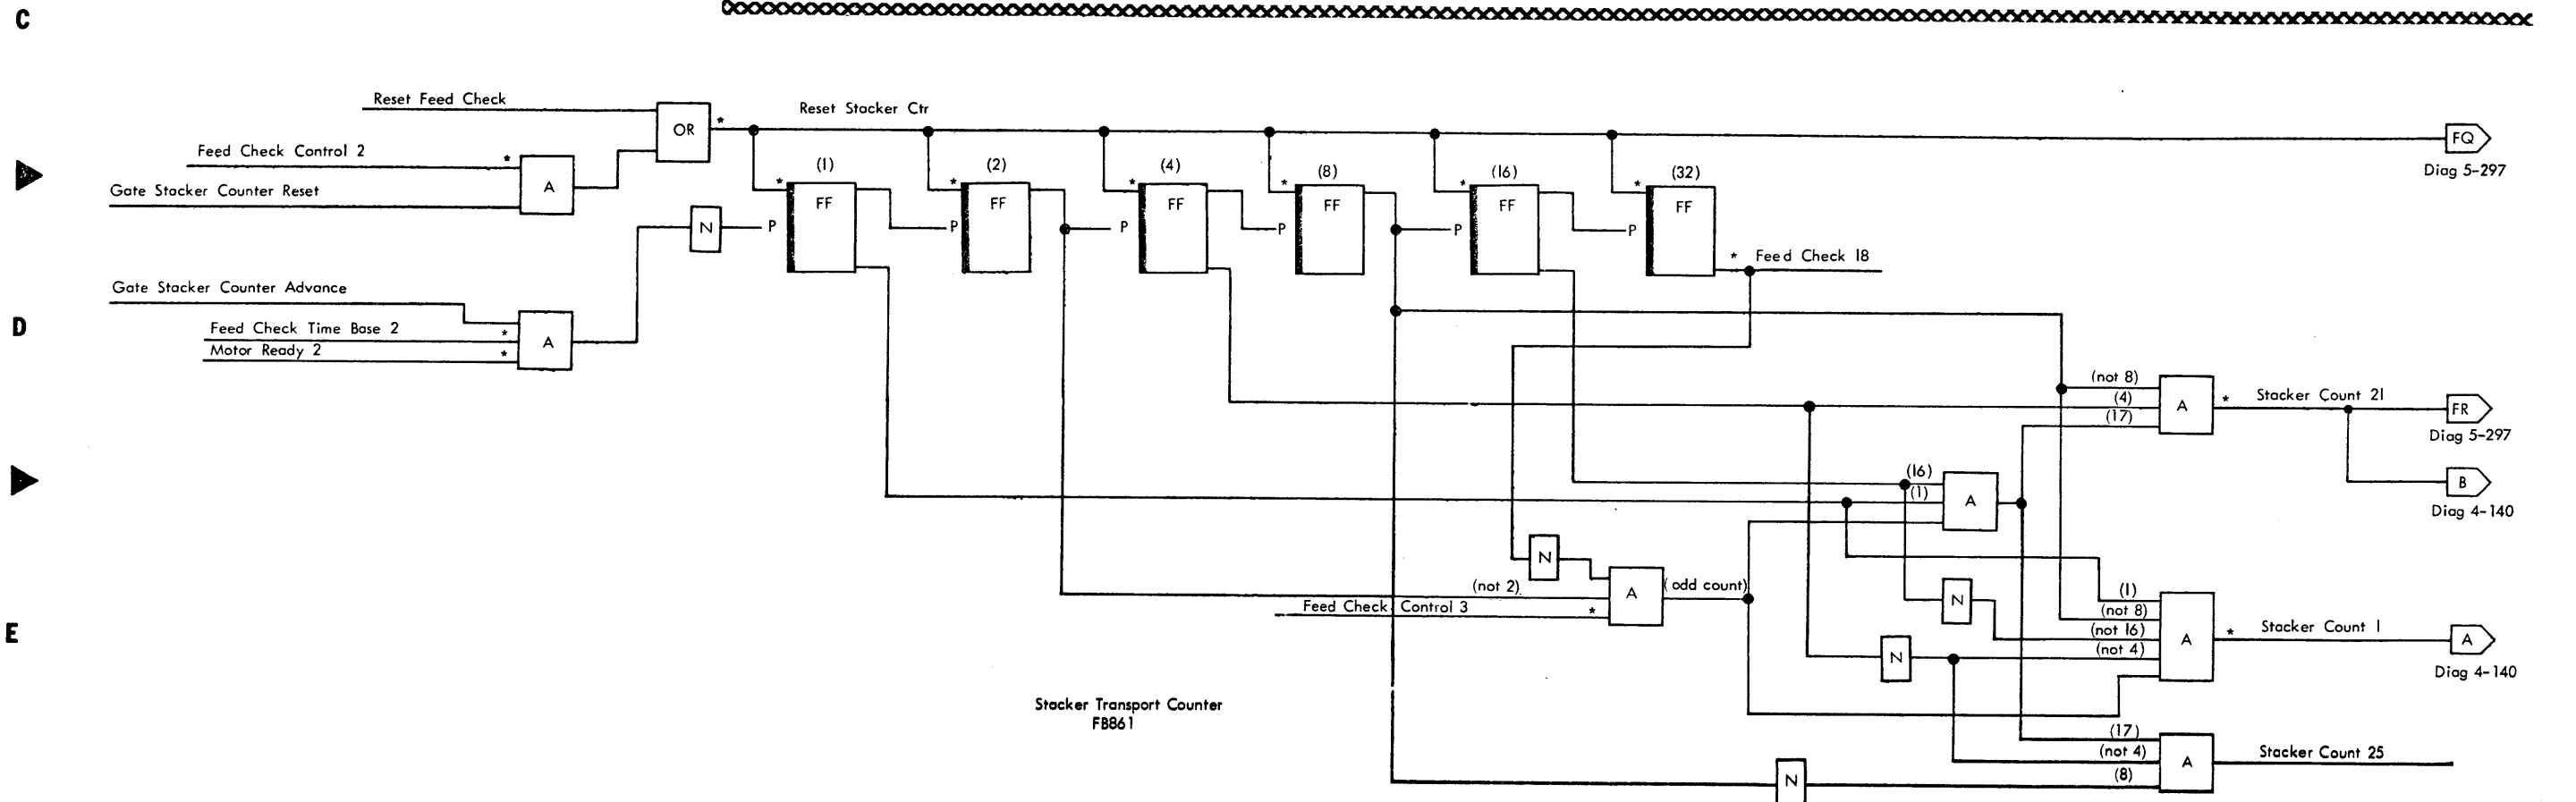 C
Reset Feed Check
Reset Stacker Ctr
OR
*
FQ
Diag 5-297
Feed Check Control 2
*
A
Gate Stacker Counter Reset
(1)
(2)
(4)
(8)
(16)
(32)
* FF
* FF
* FF
* FF
* FF
* FF
N
P
P
P
P
P
P
* Feed Check 18
Gate Stacker Counter Advance
D
Feed Check Time Base 2
*
A
Motor Ready 2
*
(not 8)
(4)
(17)
A
* Stacker Count 21
FR
Diag 5-297
B
Diag 4-140
(16)
(1)
A
N
(not 2)
Feed Check Control 3
*
A
(odd count)
N
N
E
(1)
(not 8)
(not 16)
(not 4)
A
* Stacker Count 1
A
Diag 4-140
Stacker Transport Counter
FB861
(17)
(not 4)
(8)
A
Stacker Count 25
N